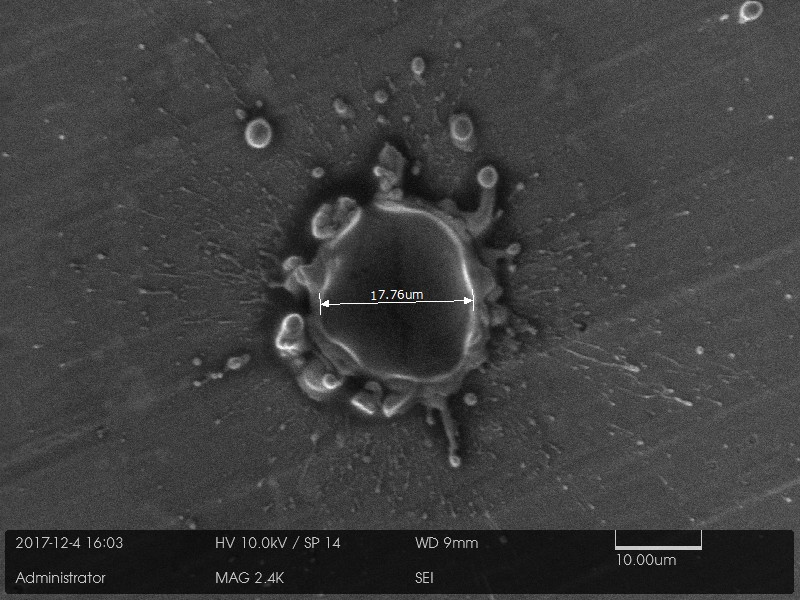 17.76um
2017-12-4 16:03 HV 10.0kV / SP 14 WD 9mm
10.00um
Administrator MAG 2.4K SEI